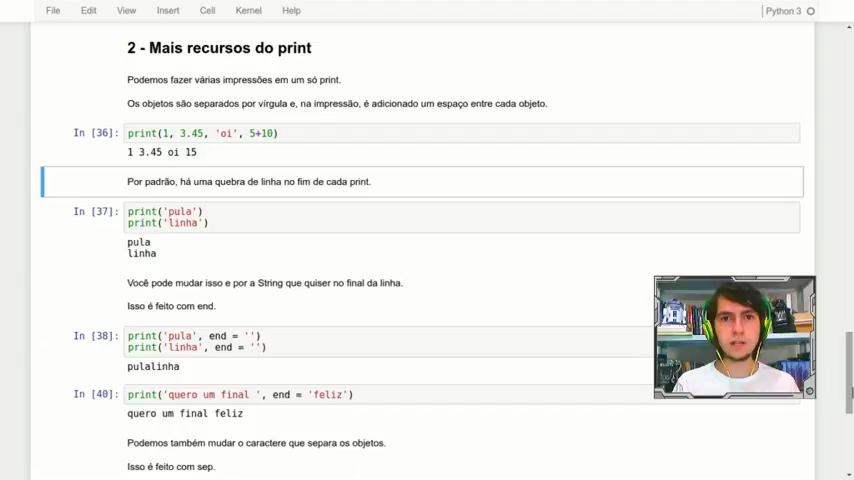 File Edit View Insert Cell Kernel Help Python 3
2 - Mais recursos do print
Podemos fazer várias impressões em um só print.
Os objetos são separados por vírgula e, na impressão, é adicionado um espaço entre cada objeto.
In [36]: print(1, 3.45, 'oi', 5+10)
1 3.45 oi 15
Por padrão, há uma quebra de linha no fim de cada print.
In [37]: print('pula')
print('linha')
pula
linha
Você pode mudar isso e por a String que quiser no final da linha.
Isso é feito com end.
In [38]: print('pula', end = '')
print('linha', end = '')
pulalinha
In [40]: print('quero um final ', end = 'feliz')
quero um final feliz
Podemos também mudar o caractere que separa os objetos.
Isso é feito com sep.